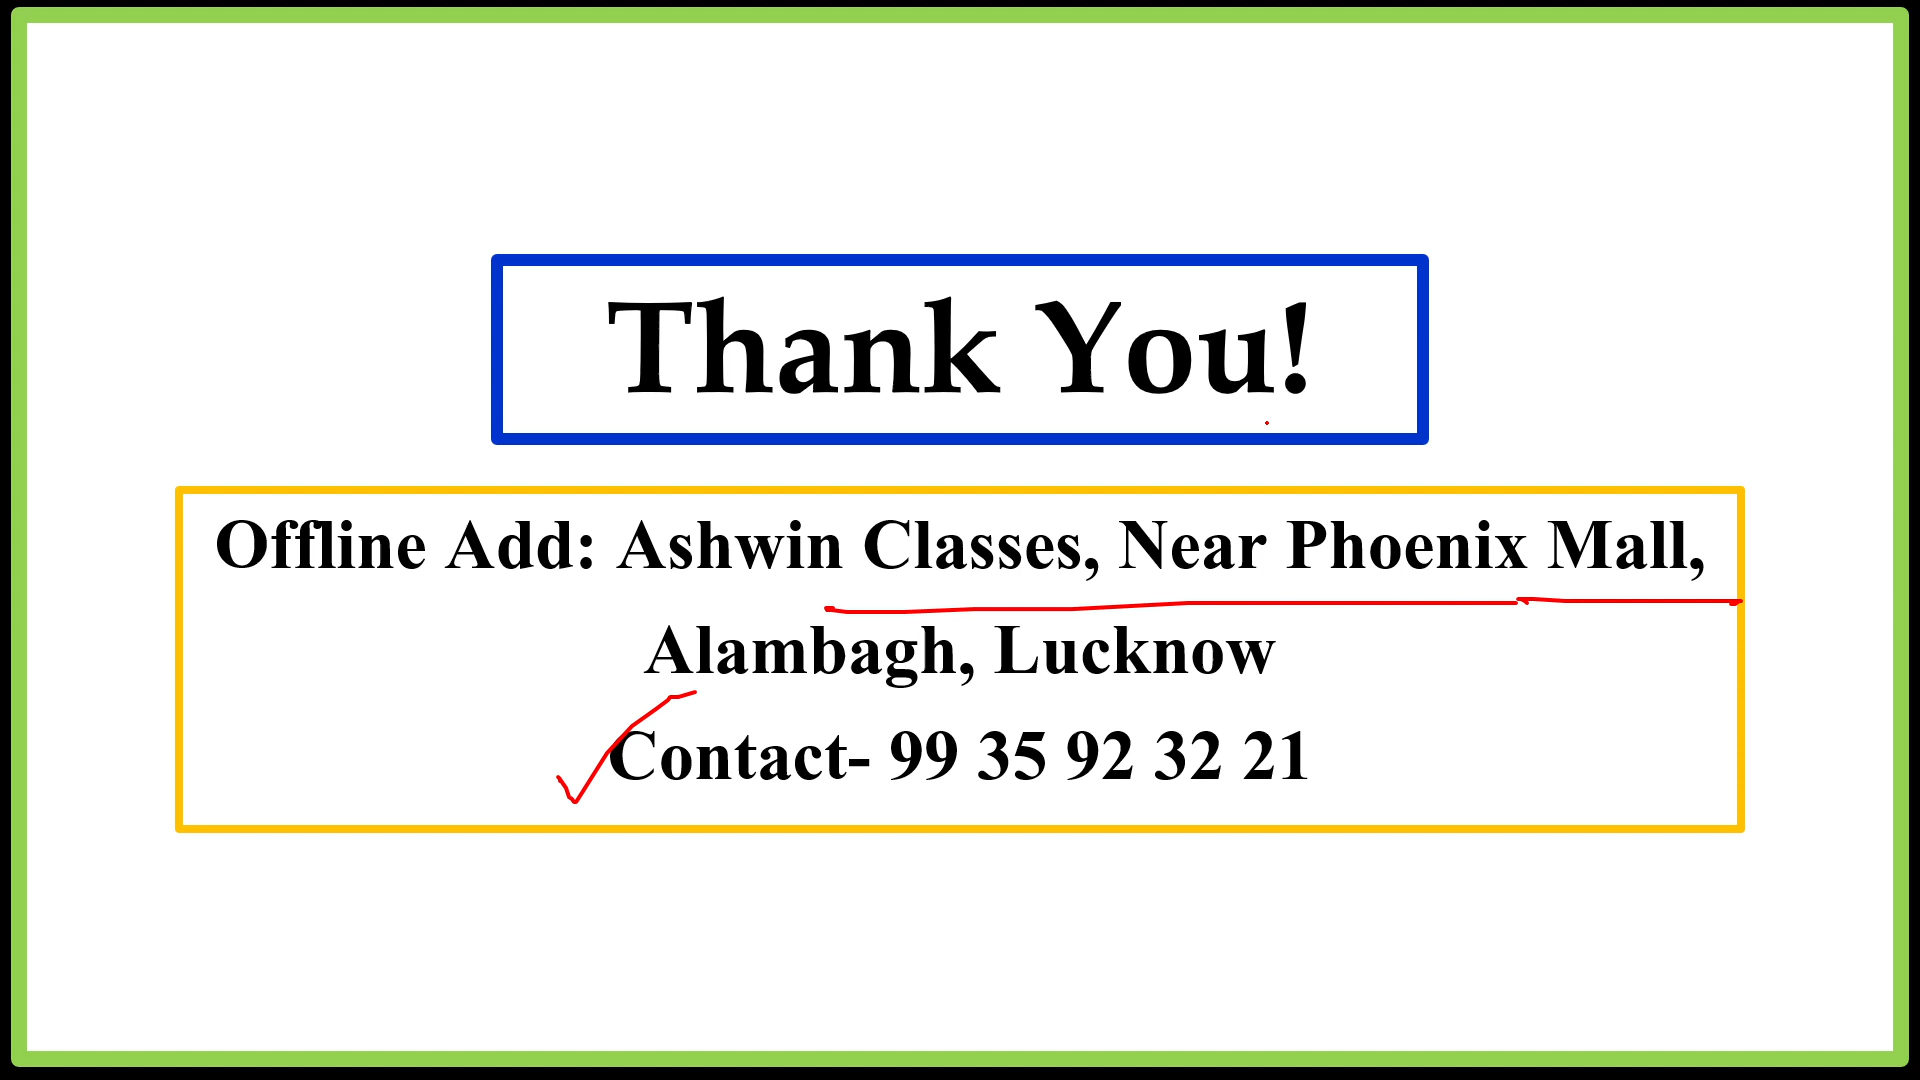 Thank You!
Offline Add: Ashwin Classes, Near Phoenix Mall,
Alambagh, Lucknow
Contact- 99 35 92 32 21